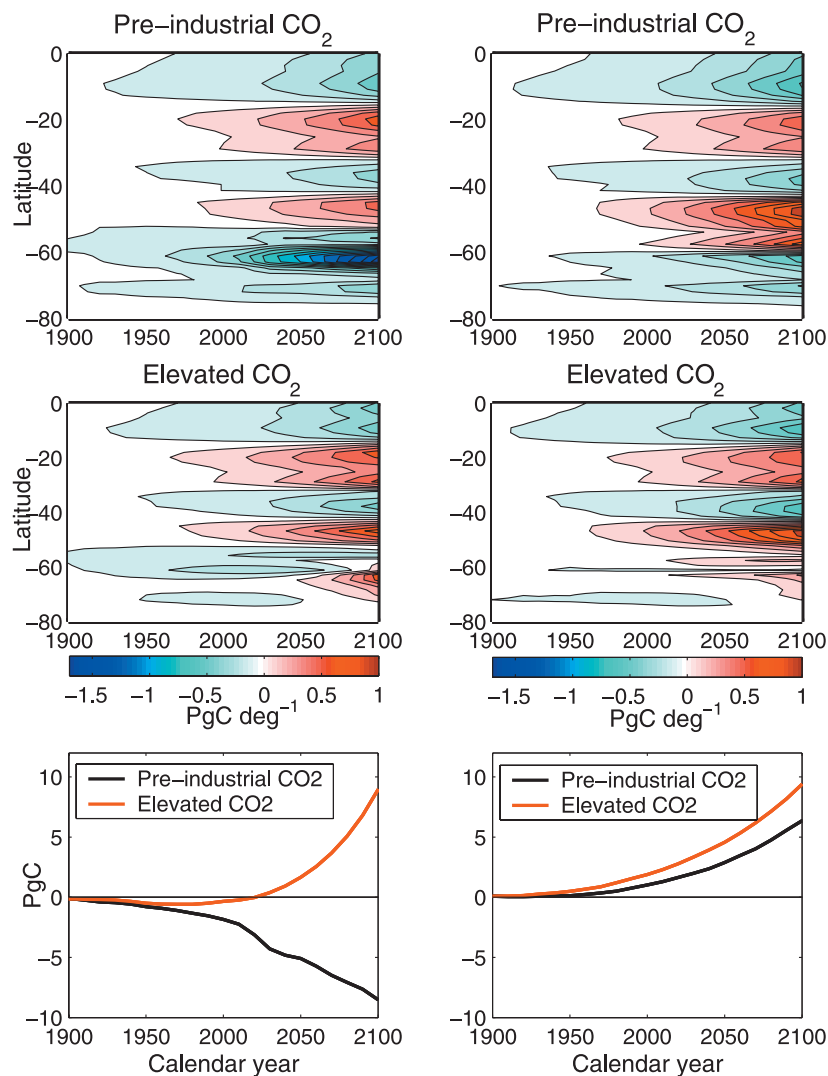 Pre−industrial CO2
Pre−industrial CO2
Latitude
0
−20
−40
−60
−80
1900 1950 2000 2050 2100
0
−20
−40
−60
−80
1900 1950 2000 2050 2100
Elevated CO2
Elevated CO2
Latitude
0
−20
−40
−60
−80
1900 1950 2000 2050 2100
0
−20
−40
−60
−80
1900 1950 2000 2050 2100
−1.5 −1 −0.5 0 0.5 1
PgC deg−1
−1.5 −1 −0.5 0 0.5 1
PgC deg−1
PgC
10
5
0
−5
−10
Pre−industrial CO2
Elevated CO2
1900 1950 2000 2050 2100
Calendar year
10
5
0
−5
−10
Pre−industrial CO2
Elevated CO2
1900 1950 2000 2050 2100
Calendar year